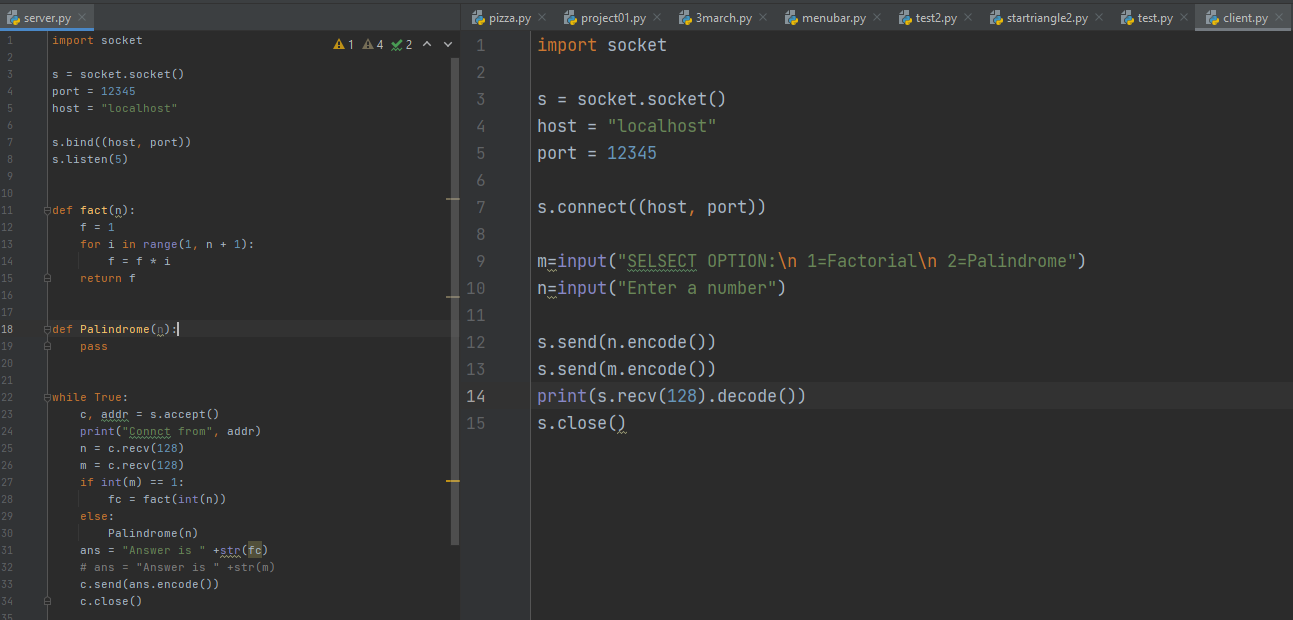 server.py
import socket
s = socket.socket()
port = 12345
host = "localhost"
s.bind((host, port))
s.listen(5)
def fact(n):
f = 1
for i in range(1, n + 1):
f = f * i
return f
def Palindrome(n):
pass
while True:
c, addr = s.accept()
print("Connct from", addr)
n = c.recv(128)
m = c.recv(128)
if int(m) == 1:
fc = fact(int(n))
else:
Palindrome(n)
ans = "Answer is " +str(fc)
# ans = "Answer is " +str(m)
c.send(ans.encode())
c.close()
1 4 2
1
2
3
4
5
6
7
8
9
10
11
12
13
14
15
16
17
18
19
20
21
22
23
24
25
26
27
28
29
30
31
32
33
34
35
pizza.py project01.py 3march.py menubar.py test2.py startriangle2.py test.py client.py
1 import socket
2
3 s = socket.socket()
4 host = "localhost"
5 port = 12345
6
7 s.connect((host, port))
8
9 m=input("SELSECT OPTION:\n 1=Factorial\n 2=Palindrome")
10 n=input("Enter a number")
11
12 s.send(n.encode())
13 s.send(m.encode())
14 print(s.recv(128).decode())
15 s.close()